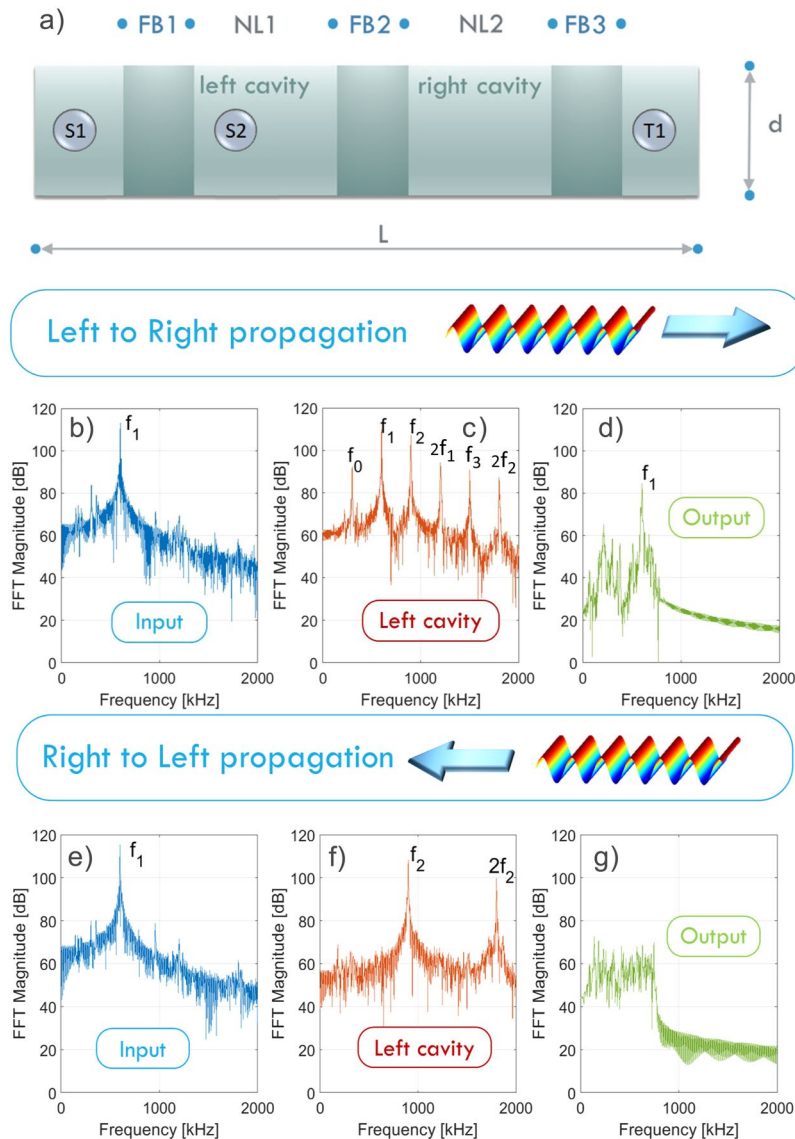 a)
FB1 NL1 FB2 NL2 FB3
left cavity right cavity
S1 S2 T1
d
L
Left to Right propagation
b)
FFT Magnitude [dB]
120
100
80
60
40
20
0
f1
Input
0 1000 2000
Frequency [kHz]
c)
FFT Magnitude [dB]
120
100
80
60
40
20
0
f0 f1 f2 2f1 f3 2f2
Left cavity
0 1000 2000
Frequency [kHz]
d)
FFT Magnitude [dB]
120
100
80
60
40
20
0
f1
Output
0 1000 2000
Frequency [kHz]
Right to Left propagation
e)
FFT Magnitude [dB]
120
100
80
60
40
20
0
f1
Input
0 1000 2000
Frequency [kHz]
f)
FFT Magnitude [dB]
120
100
80
60
40
20
0
f2 2f2
Left cavity
0 1000 2000
Frequency [kHz]
g)
FFT Magnitude [dB]
120
100
80
60
40
20
0
Output
0 1000 2000
Frequency [kHz]